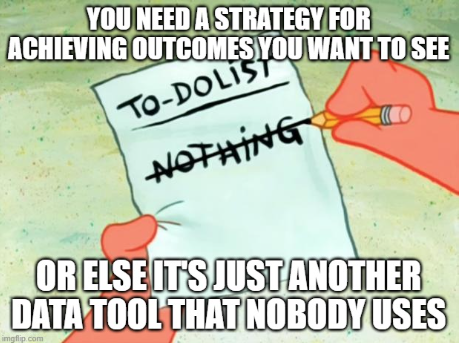 YOU NEED A STRATEGY FOR
ACHIEVING OUTCOMES YOU WANT TO SEE
TO-DO LIST
NOTHING
OR ELSE IT'S JUST ANOTHER
DATA TOOL THAT NOBODY USES
imgflip.com